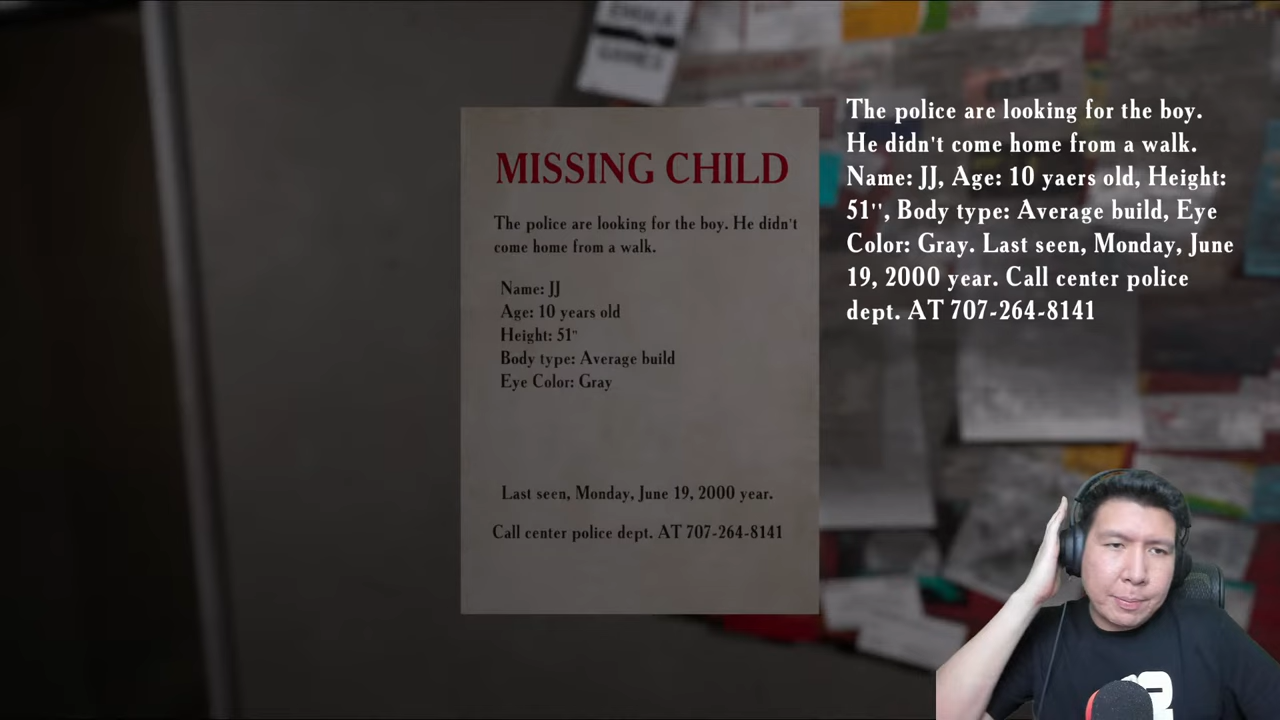 GAMES
MISSING CHILD
The police are looking for the boy. He didn't
come home from a walk.
Name: JJ
Age: 10 years old
Height: 51"
Body type: Average build
Eye Color: Gray
Last seen, Monday, June 19, 2000 year.
Call center police dept. AT 707-264-8141
The police are looking for the boy.
He didn't come home from a walk.
Name: JJ, Age: 10 yaers old, Height:
51'', Body type: Average build, Eye
Color: Gray. Last seen, Monday, June
19, 2000 year. Call center police
dept. AT 707-264-8141